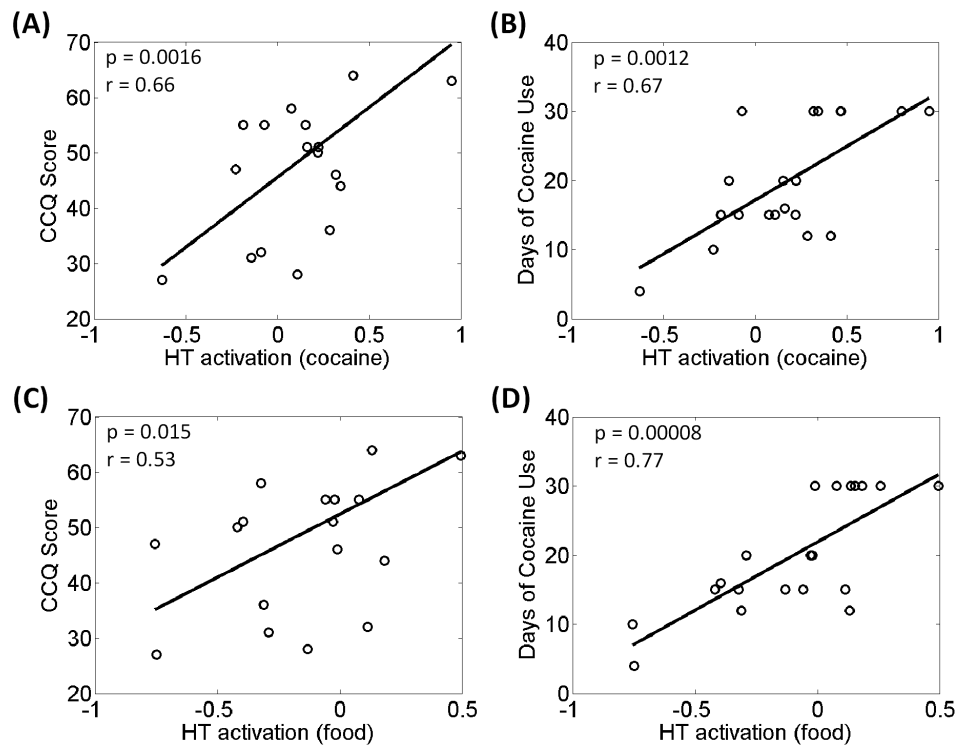 (A)
p = 0.0016
r = 0.66
70
60
50
40
30
20
CCQ Score
-1
-0.5
0
0.5
1
HT activation (cocaine)
(B)
p = 0.0012
r = 0.67
40
30
20
10
0
Days of Cocaine Use
-1
-0.5
0
0.5
1
HT activation (cocaine)
(C)
p = 0.015
r = 0.53
70
60
50
40
30
20
CCQ Score
-1
-0.5
0
0.5
HT activation (food)
(D)
p = 0.00008
r = 0.77
40
30
20
10
0
Days of Cocaine Use
-1
-0.5
0
0.5
HT activation (food)